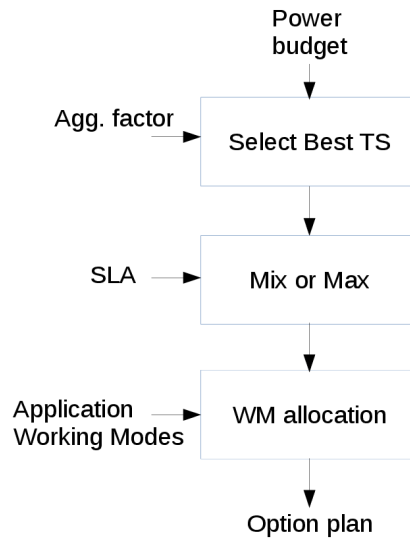 Power
budget
Agg. factor
Select Best TS
SLA
Mix or Max
Application
Working Modes
WM allocation
Option plan